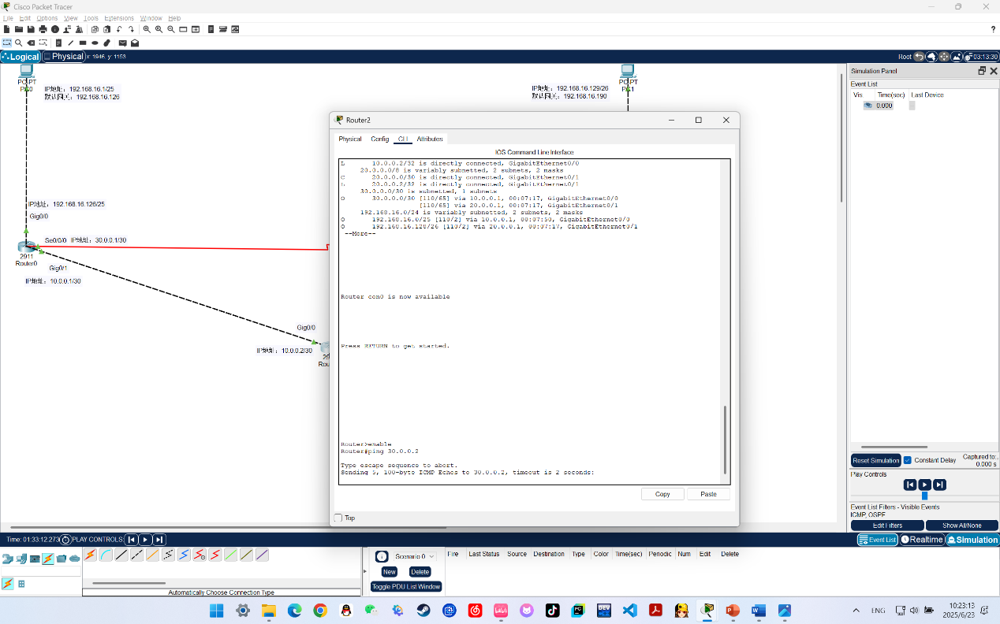 Cisco Packet Tracer
File Edit Options View Tools Extensions Window Help
?
Logical Physical x: 1946, y: 1153
Root 03:13:30
PC-PT
PC0
IP地址：192.168.16.1/25
默认网关：192.168.16.126
IP地址：192.168.16.129/26
默认网关：192.168.16.190
PC-PT
PC1
IP地址：192.168.16.126/25
Gig0/0
Se0/0/0 IP地址：30.0.0.1/30
2911
Router0
Gig0/1
IP地址：10.0.0.1/30
Gig0/0
IP地址：10.0.0.2/30
29
Rou
Router2
Physical Config CLI Attributes
IOS Command Line Interface
L 10.0.0.2/32 is directly connected, GigabitEthernet0/0
20.0.0.0/8 is variably subnetted, 2 subnets, 2 masks
C 20.0.0.0/30 is directly connected, GigabitEthernet0/1
L 20.0.0.2/32 is directly connected, GigabitEthernet0/1
30.0.0.0/30 is subnetted, 1 subnets
O 30.0.0.0/30 [110/65] via 10.0.0.1, 00:07:17, GigabitEthernet0/0
[110/65] via 20.0.0.1, 00:07:17, GigabitEthernet0/1
192.168.16.0/24 is variably subnetted, 2 subnets, 2 masks
O 192.168.16.0/25 [110/2] via 10.0.0.1, 00:07:50, GigabitEthernet0/0
O 192.168.16.128/26 [110/2] via 20.0.0.1, 00:07:17, GigabitEthernet0/1
--More--
Router con0 is now available
Press RETURN to get started.
Router>enable
Router#ping 30.0.0.2
Type escape sequence to abort.
Sending 5, 100-byte ICMP Echos to 30.0.0.2, timeout is 2 seconds:
Copy Paste
Top
Simulation Panel
Event List
Vis. Time(sec) Last Device
0.000
Reset Simulation Constant Delay Captured to:..
0.000 s
Play Controls
Event List Filters - Visible Events
ICMP, OSPF
Edit Filters Show All/None
Time: 01:33:12.273 PLAY CONTROLS:
Event List Realtime Simulation
Scenario 0
New Delete
Toggle PDU List Window
Fire Last Status Source Destination Type Color Time(sec) Periodic Num Edit Delete
Automatically Choose Connection Type
ENG
10:23:13
2025/6/23